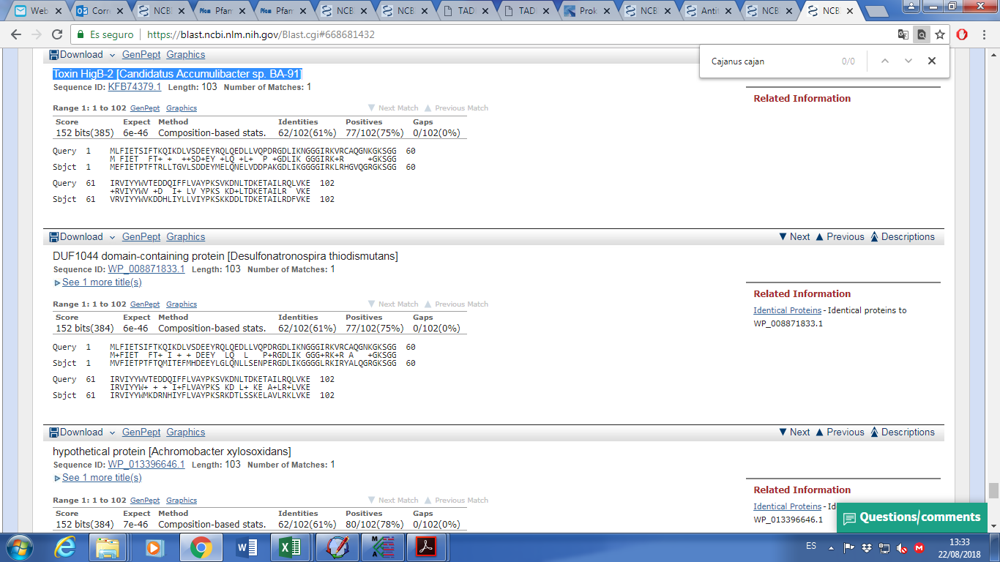 Web
Corre
NCBI
Pfam
Pfam
NCB
NCB
TADB
TADB
Prok
NCB
Antit
NCB
NCB
Es seguro https://blast.ncbi.nlm.nih.gov/Blast.cgi#668681432
Cajanus cajan 0/0
Download GenPept Graphics
Toxin HigB-2 [Candidatus Accumulibacter sp. BA-91]
Sequence ID: KFB74379.1 Length: 103 Number of Matches: 1
Related Information
Range 1: 1 to 102 GenPept Graphics Next Match Previous Match
Score Expect Method Identities Positives Gaps
152 bits(385) 6e-46 Composition-based stats. 62/102(61%) 77/102(75%) 0/102(0%)
Query 1 MLFIETSIFTKQIKDLVSDEEYRQLQEDLLVQPDRGDLIKNGGGIRKVRCAQGNKGKSGG 60
M FIET FT+ + ++SD+EY +LQ +L+ P +GDLIK GGGIRK+R +GKSGG
Sbjct 1 MEFIETPTFTRLLTGVLSDDEYMELQNELVDDPAKGDLIKGGGGIRKLRHGVQGRGKSGG 60
Query 61 IRVIYYWVTEDDQIFFLVAYPKSVKDNLTDKETAILRQLVKE 102
+RVIYYWV +D I+ LV YPKS KD+LTDKETAILR VKE
Sbjct 61 VRVIYYWVKDDHLIYLLVIYPKSKKDDLTDKETAILRDFVKE 102
Download GenPept Graphics Next Previous Descriptions
DUF1044 domain-containing protein [Desulfonatronospira thiodismutans]
Sequence ID: WP_008871833.1 Length: 103 Number of Matches: 1
See 1 more title(s)
Related Information
Identical Proteins - Identical proteins to
WP_008871833.1
Range 1: 1 to 102 GenPept Graphics Next Match Previous Match
Score Expect Method Identities Positives Gaps
152 bits(384) 6e-46 Composition-based stats. 62/102(61%) 77/102(75%) 0/102(0%)
Query 1 MLFIETSIFTKQIKDLVSDEEYRQLQEDLLVQPDRGDLIKNGGGIRKVRCAQGNKGKSGG 60
M+FIET FT+ I + + DEEY LQ L P+RGDLIK GGG+RK+R A +GKSGG
Sbjct 1 MVFIETPTFTQMITEFMHDEEYLGLQNLLSENPERGDLIKGGGGLRKIRYALQGRGKSGG 60
Query 61 IRVIYYWVTEDDQIFFLVAYPKSVKDNLTDKETAILRQLVKE 102
IRVIYYW+ + + I+FLVAYPKS KD L+ KE A+LR+LVKE
Sbjct 61 IRVIYYWMKDRNHIYFLVAYPKSRKDTLSSKELAVLRKLVKE 102
Download GenPept Graphics Next Previous Descriptions
hypothetical protein [Achromobacter xylosoxidans]
Sequence ID: WP_013396646.1 Length: 103 Number of Matches: 1
See 1 more title(s)
Related Information
Identical Proteins - Id
WP_013396646.1
Range 1: 1 to 102 GenPept Graphics Next Match Previous Match
Score Expect Method Identities Positives Gaps
152 bits(384) 7e-46 Composition-based stats. 62/102(61%) 80/102(78%) 0/102(0%)
Questions/comments
ES
13:33
22/08/2018